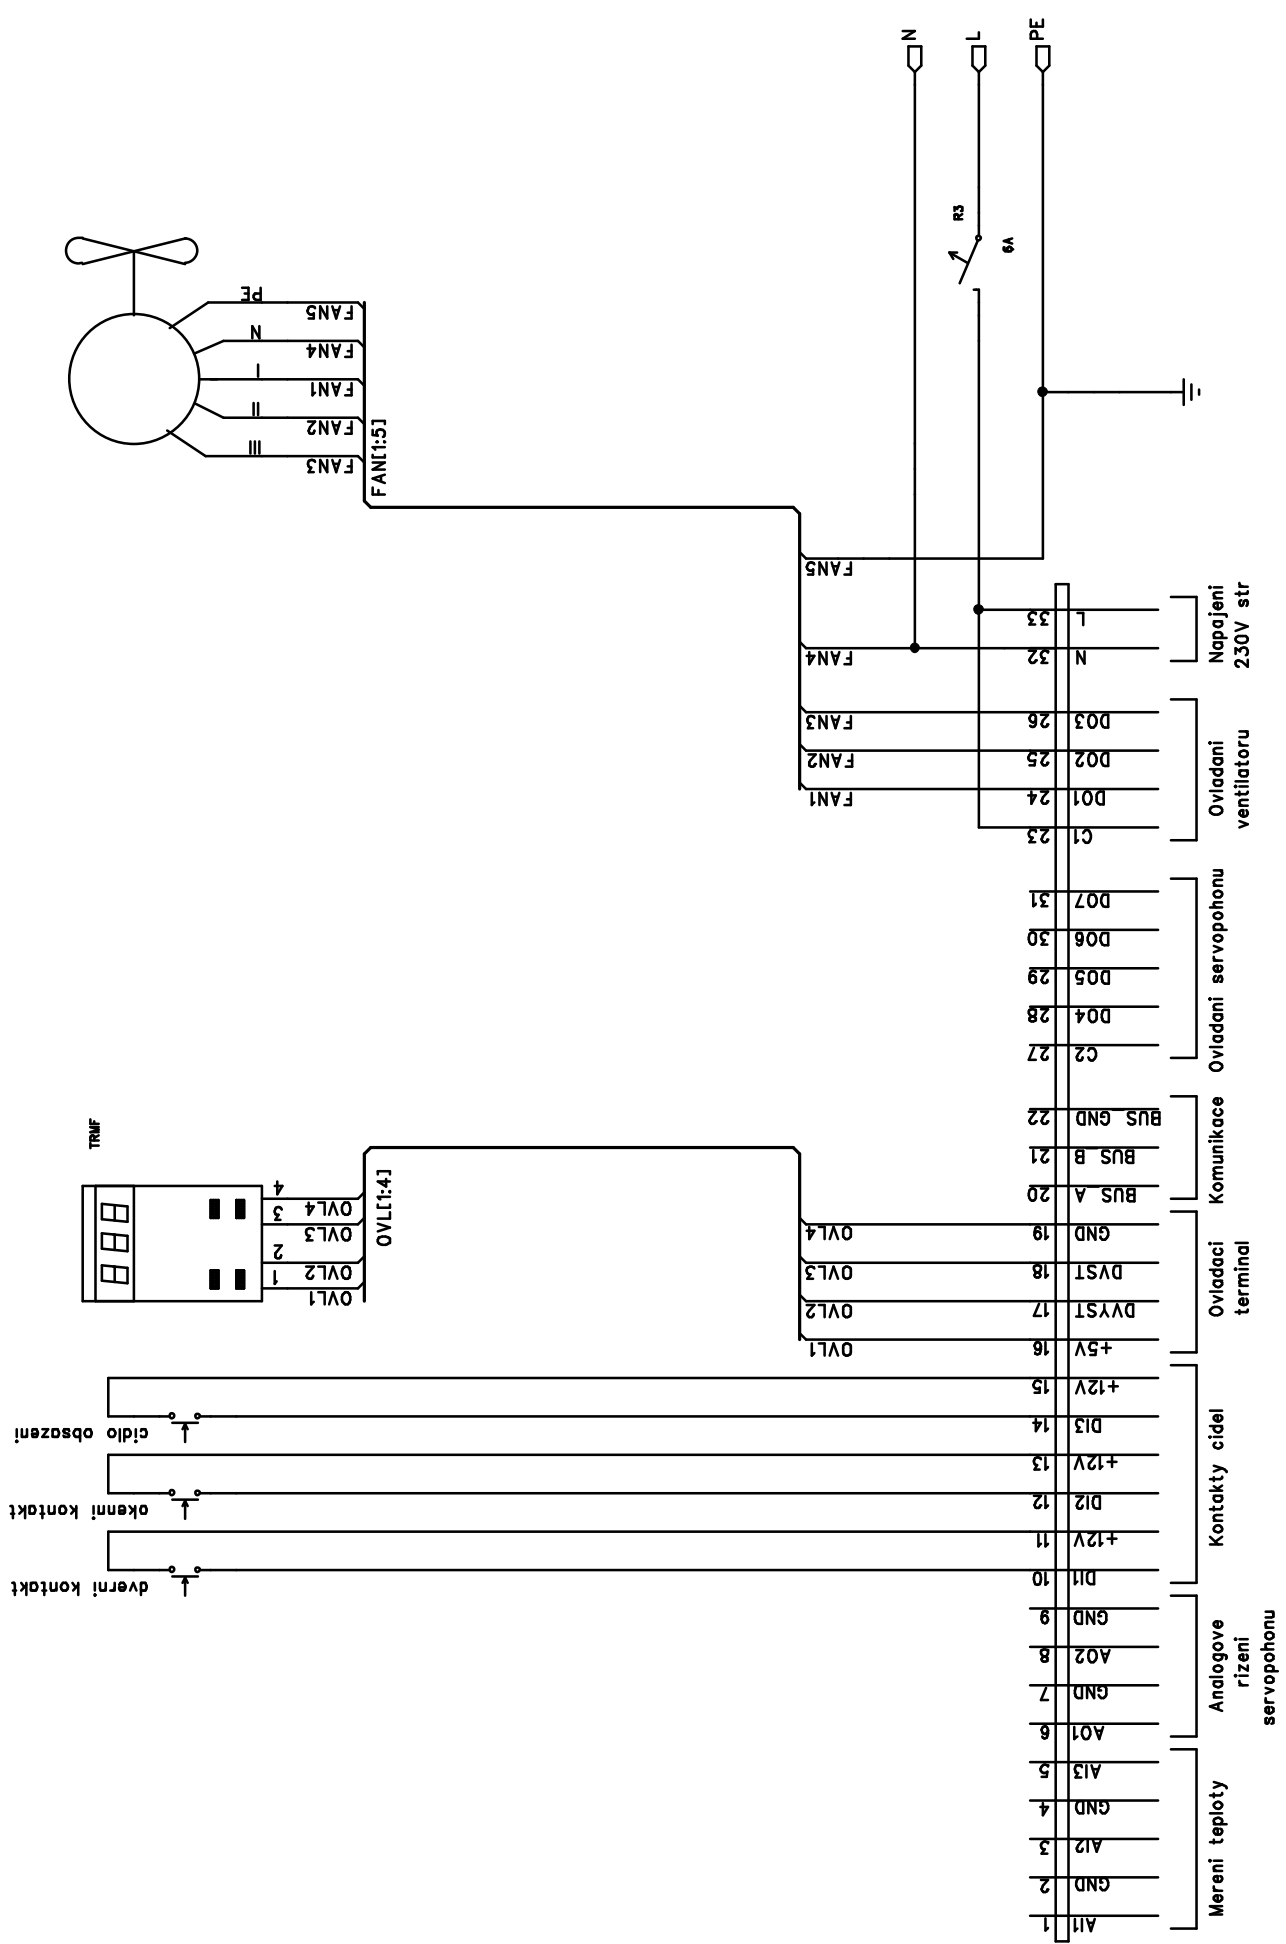 N
L
PE
R3
6A
PE
FAN5
N
FAN4
I
FAN1
II
FAN2
III
FAN3
FAN[1:5]
FAN5
FAN4
FAN3
FAN2
FAN1
33 L
32 N
Napajeni
230V str
26 DO3
25 DO2
24 DO1
23 C1
Ovladani
ventilatoru
31 DO7
30 DO6
29 DO5
28 DO4
27 C2
Ovladani servopohonu
22 BUS_GND
21 BUS_B
20 BUS_A
Komunikace
TRMF
4
OVL4
3
OVL3
2
OVL2
1
OVL1
OVL[1:4]
OVL4
OVL3
OVL2
OVL1
19 GND
18 DVST
17 DVYST
16 +5V
Ovladaci
terminal
15 +12V
14 DI3
13 +12V
12 DI2
11 +12V
10 DI1
Kontakty cidel
cidlo obsazeni
okenni kontakt
dverni kontakt
9 GND
8 AO2
7 GND
6 AO1
Analogove
rizeni
servopohonu
5 AI3
4 GND
3 AI2
2 GND
1 AI1
Mereni teploty